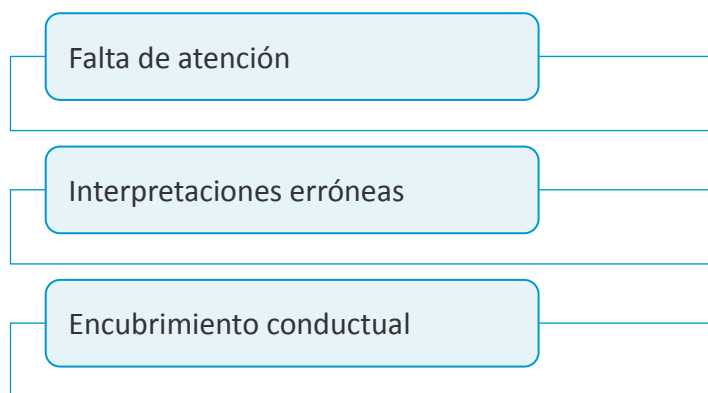 Falta de atención
Interpretaciones erróneas
Encubrimiento conductual